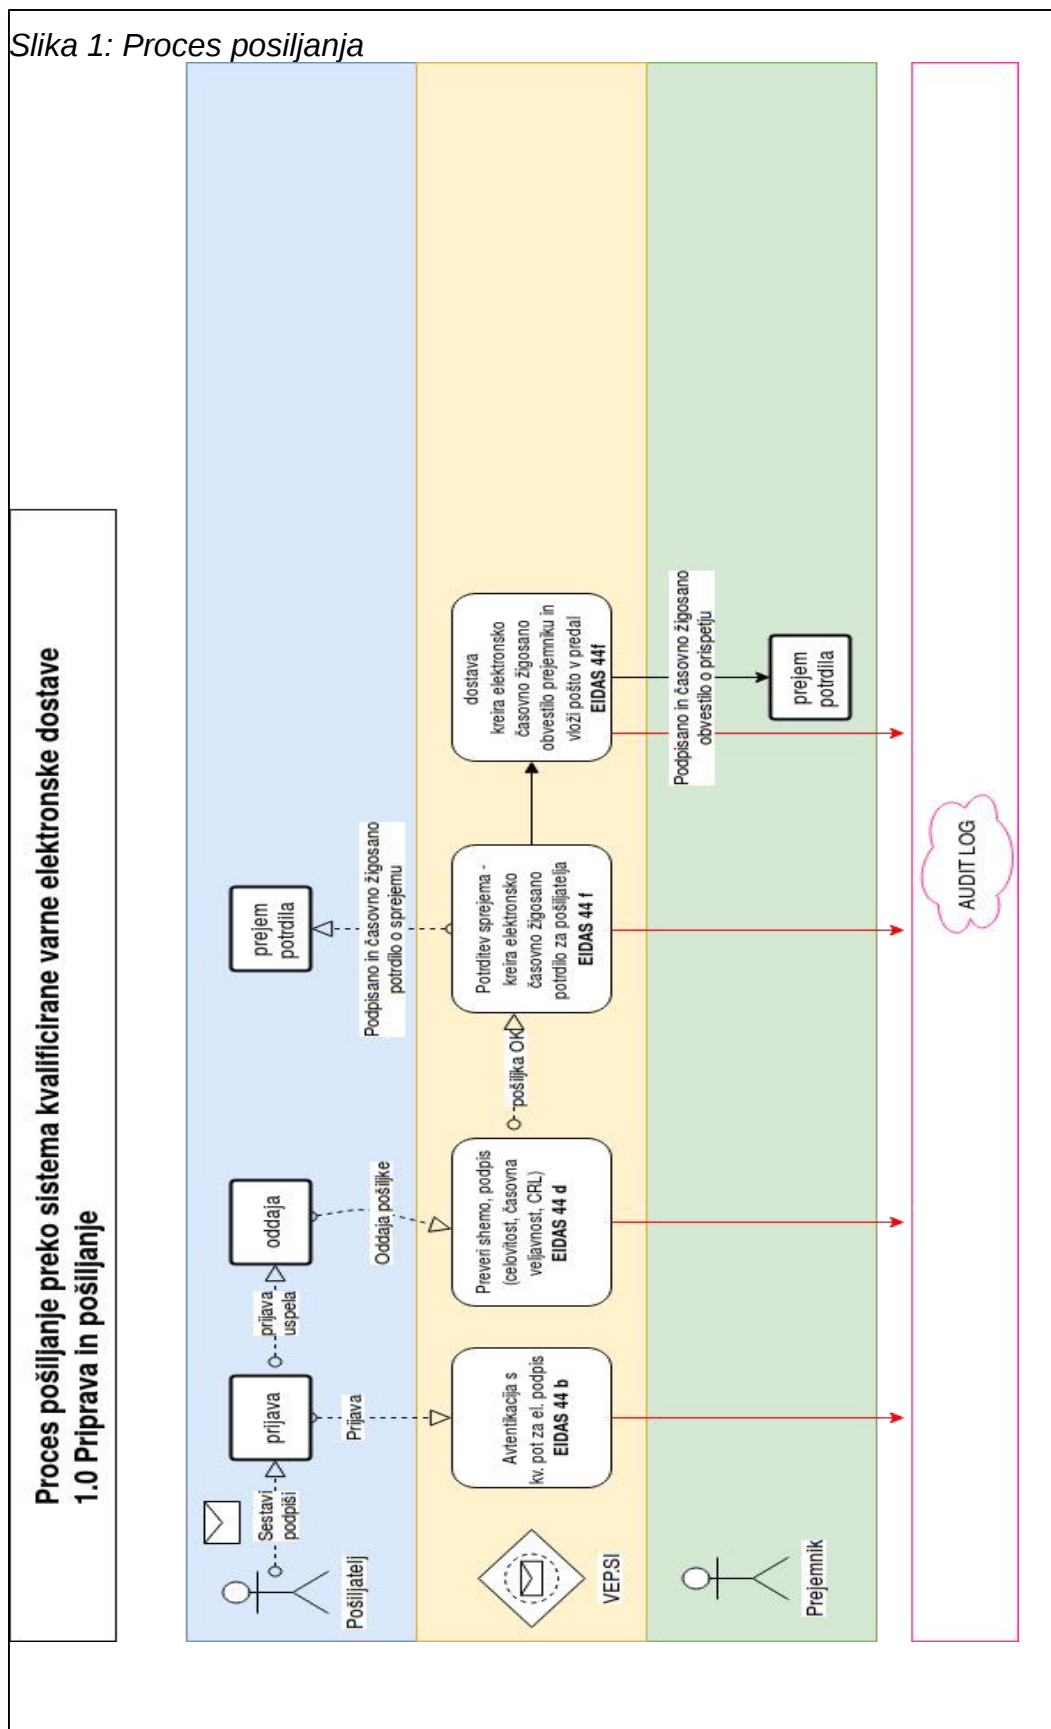 Slika 1: Proces posiljanja
Proces pošiljanje preko sistema kvalificirane varne elektronske dostave
1.0 Priprava in pošiljanje
Pošiljatelj
Sestavi
podpiši
prijava
prijava
uspela
oddaja
prejem
potrdila
Prijava
Oddaja pošiljke
Podpisano in časovno žigosano
potrdilo o sprejemu
VEP.SI
Avtentikacija s
kv. pot za el. podpis
EIDAS 44 b
Preveri shemo, podpis
(celovitost, časovna
veljavnost, CRL)
EIDAS 44 d
pošiljka OK
Potrditev sprejema -
kreira elektronsko
časovno žigosano
potrdilo za pošiljatelja
EIDAS 44 f
dostava
kreira elektronsko
časovno žigosano
obvestilo prejemniku in
vloži pošto v predal
EIDAS 44f
Prejemnik
Podpisano in časovno žigosano
obvestilo o prispetju
prejem
potrdila
AUDIT LOG